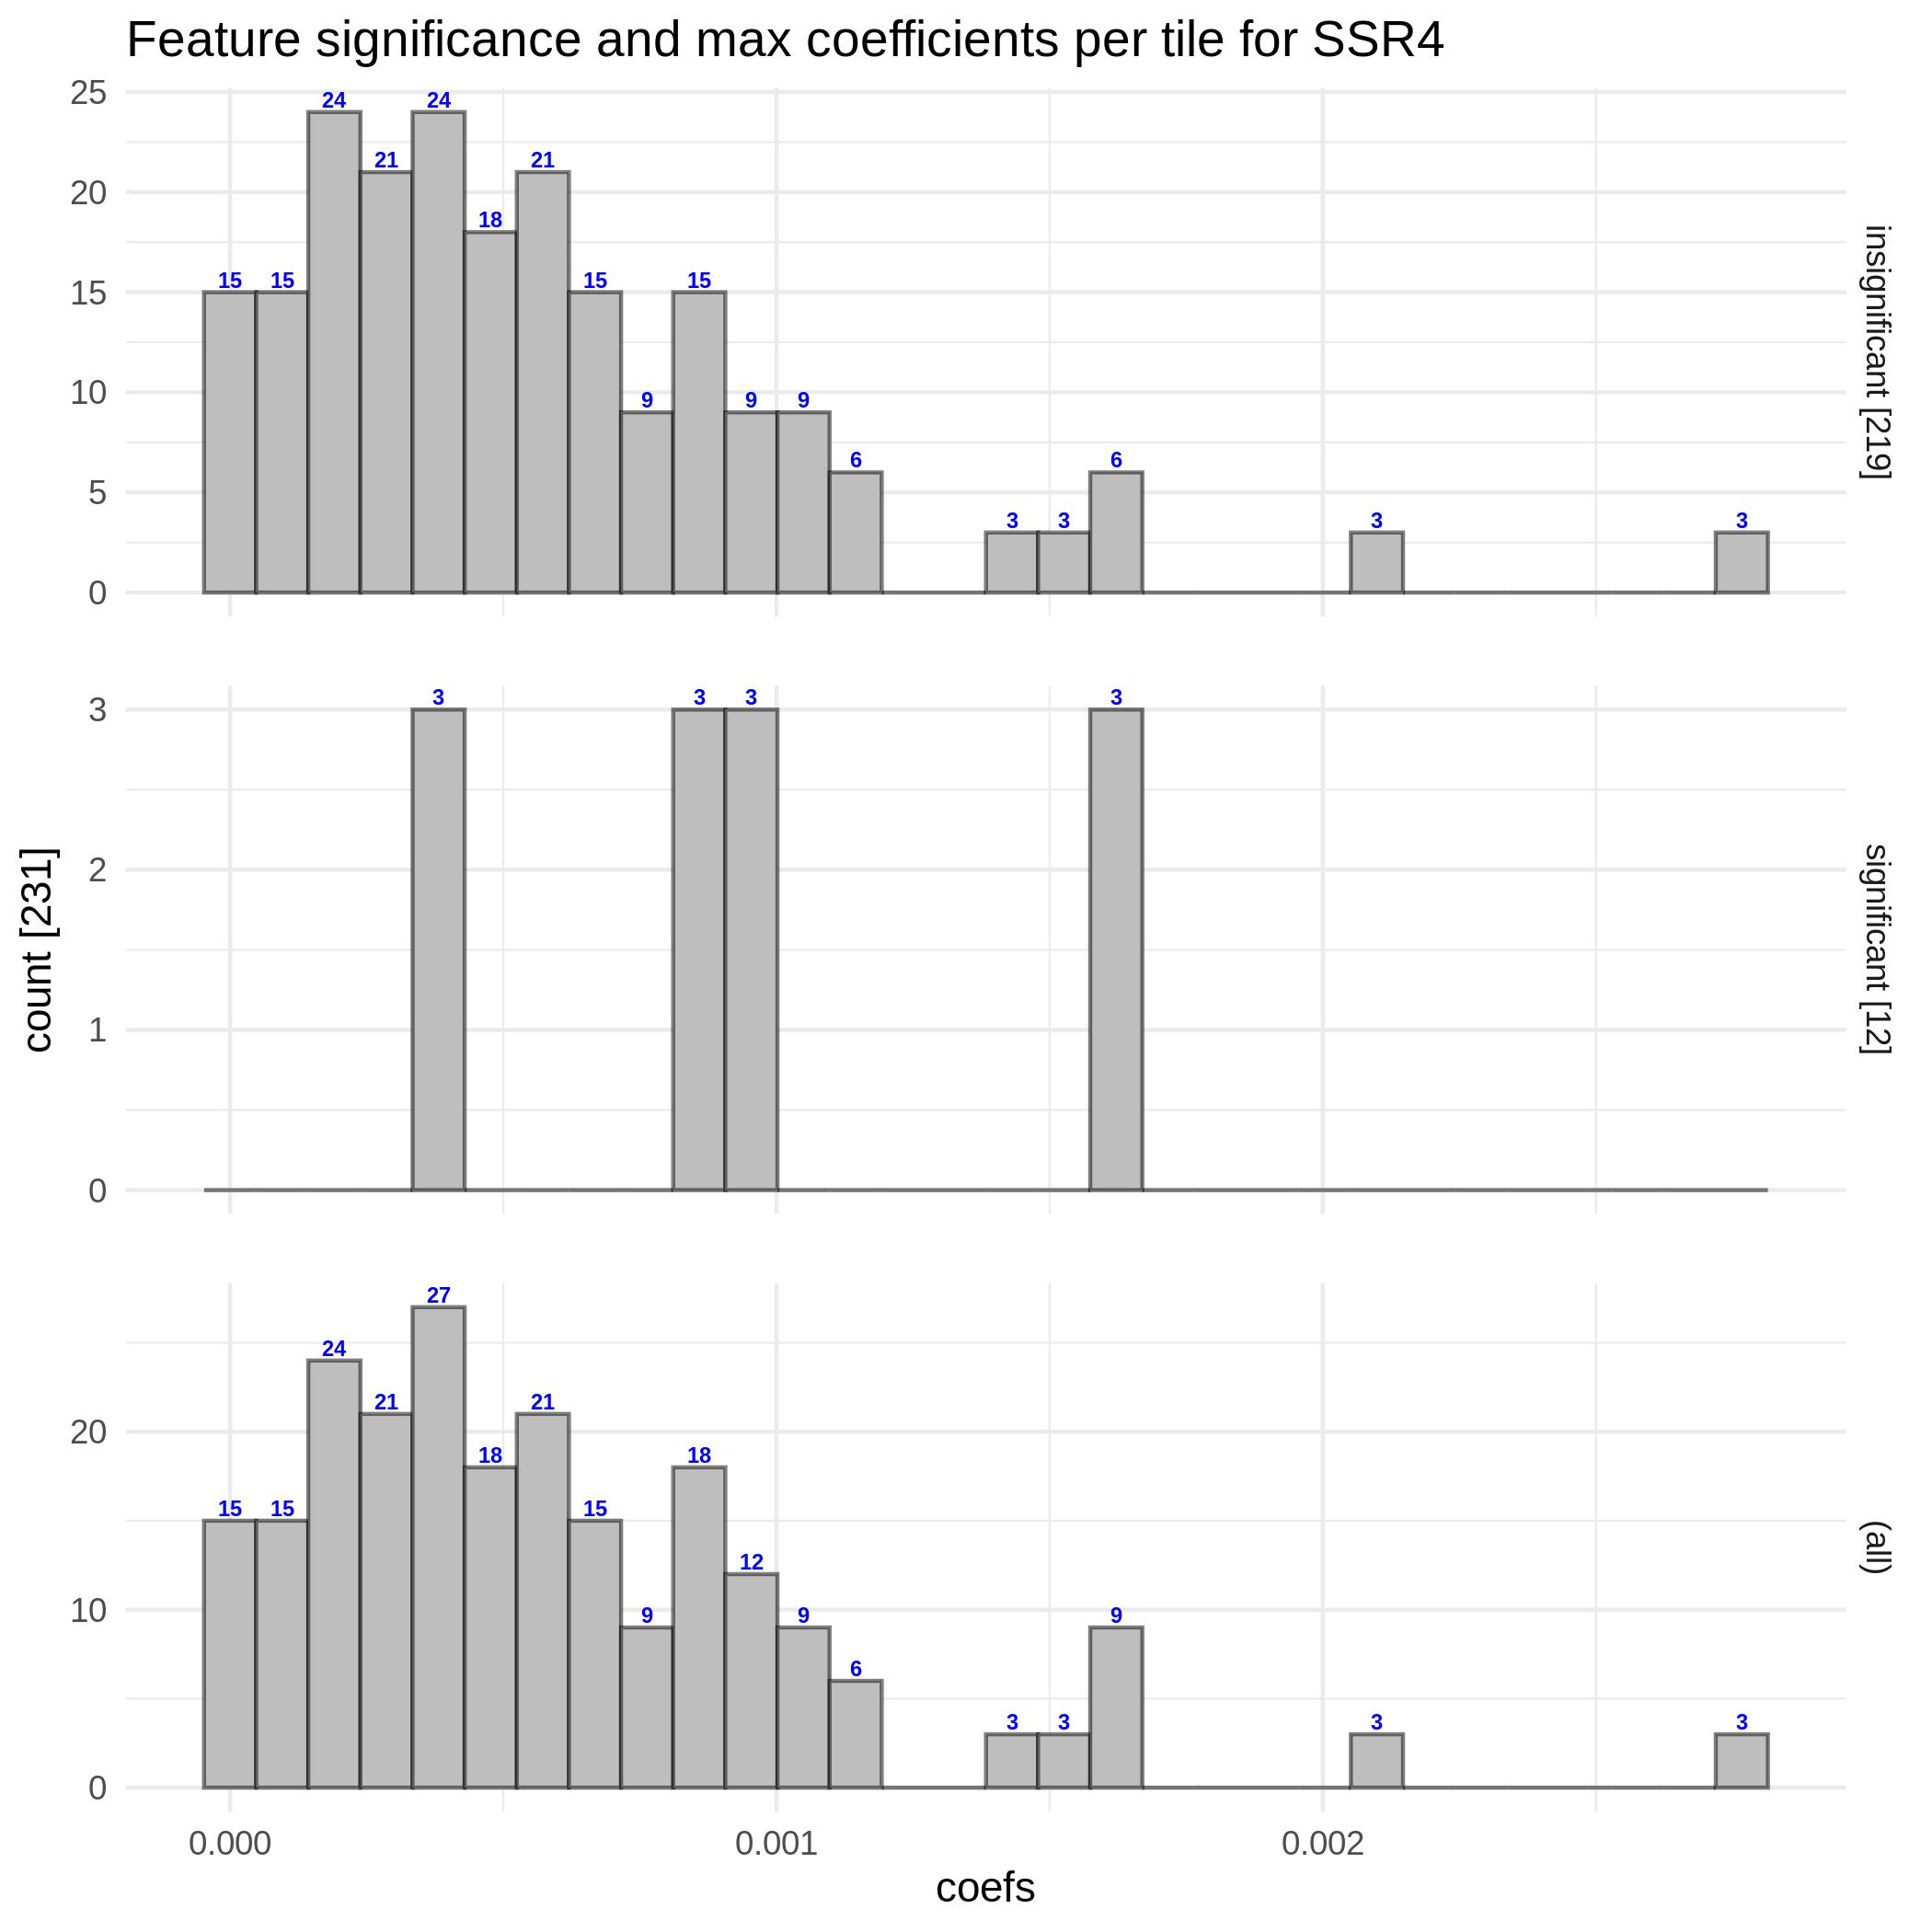 Feature significance and max coefficients per tile for SSR4
25
20
15
10
5
0
15 15 24 21 24 18 21 15 9 15 9 9 6 3 3 6 3 3
insignificant [219]
3
2
1
0
3 3 3 3
significant [12]
count [231]
20
10
0
15 15 24 21 27 18 21 15 9 18 12 9 6 3 3 9 3 3
(all)
0.000 0.001 0.002
coefs